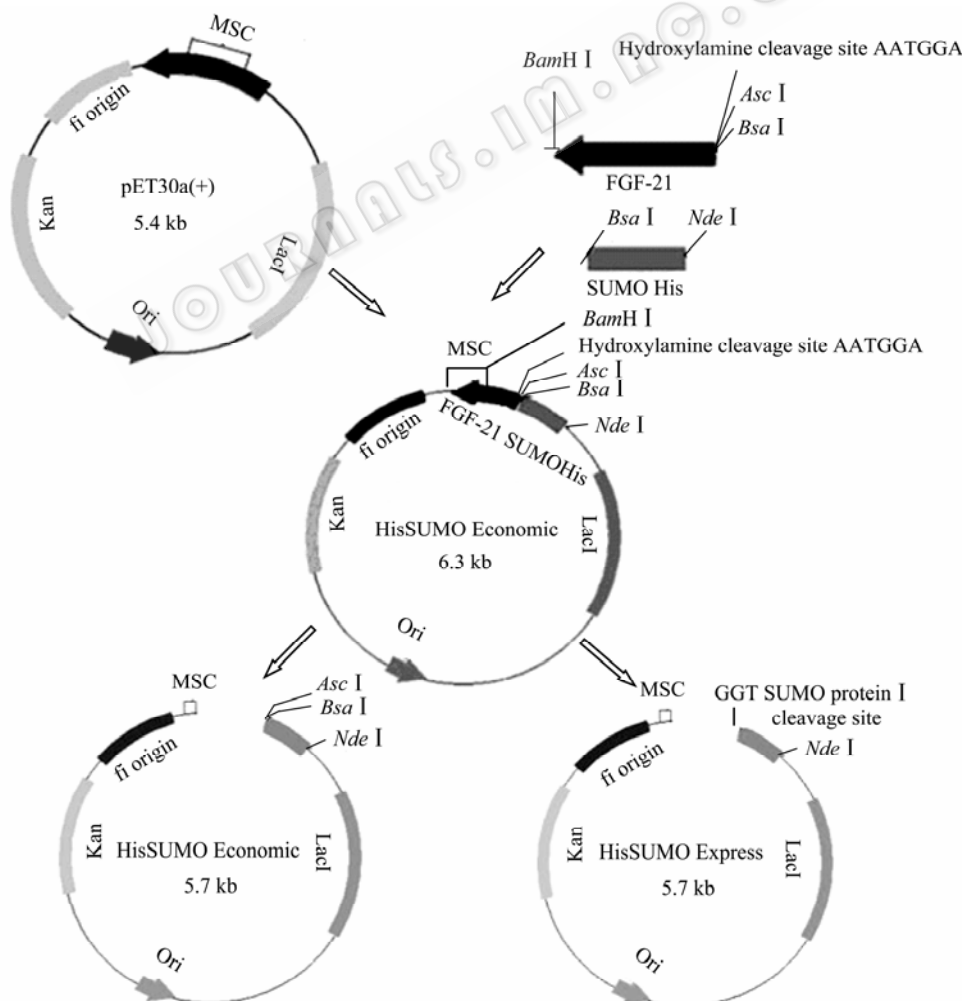 JOURNALS.IM.AC.C
MSC
fi origin
Kan
pET30a(+)
5.4 kb
LacI
Ori
BamH I
Hydroxylamine cleavage site AATGGA
Asc I
Bsa I
FGF-21
Bsa I
Nde I
SUMO His
BamH I
MSC
Hydroxylamine cleavage site AATGGA
Asc I
Bsa I
Nde I
FGF-21 SUMOHis
fi origin
Kan
HisSUMO Economic
6.3 kb
LacI
Ori
MSC
Asc I
Bsa I
Nde I
fi origin
Kan
HisSUMO Economic
5.7 kb
LacI
Ori
MSC
GGT SUMO protein I
cleavage site
Nde I
fi origin
Kan
HisSUMO Express
5.7 kb
LacI
Ori